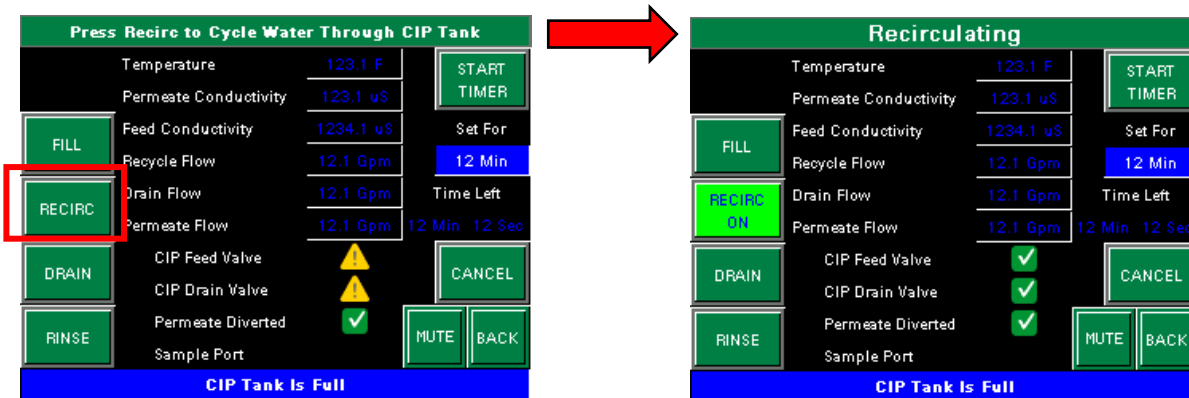 Press Recirc to Cycle Water Through CIP Tank
Temperature 123.1 F
START TIMER
Permeate Conductivity 123.1 uS
Feed Conductivity 1234.1 uS
Set For
FILL
Recycle Flow 12.1 Gpm
12 Min
RECIRC
Drain Flow 12.1 Gpm
Time Left
Permeate Flow 12.1 Gpm
12 Min 12 Sec
CIP Feed Valve
DRAIN
CANCEL
CIP Drain Valve
Permeate Diverted
RINSE
MUTE
BACK
Sample Port
CIP Tank Is Full
Recirculating
Temperature 123.1 F
START TIMER
Permeate Conductivity 123.1 uS
Feed Conductivity 1234.1 uS
Set For
FILL
Recycle Flow 12.1 Gpm
12 Min
RECIRC ON
Drain Flow 12.1 Gpm
Time Left
Permeate Flow 12.1 Gpm
12 Min 12 Sec
CIP Feed Valve
DRAIN
CANCEL
CIP Drain Valve
Permeate Diverted
RINSE
MUTE
BACK
Sample Port
CIP Tank Is Full